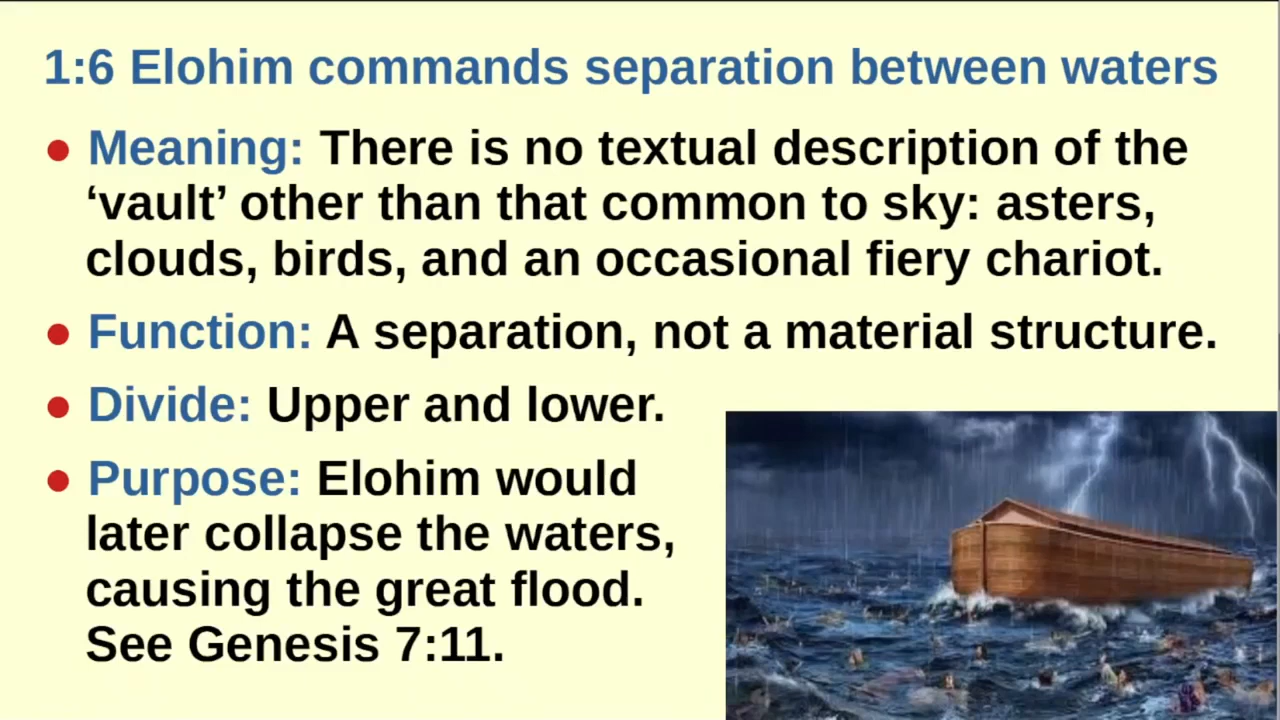 1:6 Elohim commands separation between waters
● Meaning: There is no textual description of the
‘vault’ other than that common to sky: asters,
clouds, birds, and an occasional fiery chariot.
● Function: A separation, not a material structure.
● Divide: Upper and lower.
● Purpose: Elohim would
later collapse the waters,
causing the great flood.
See Genesis 7:11.